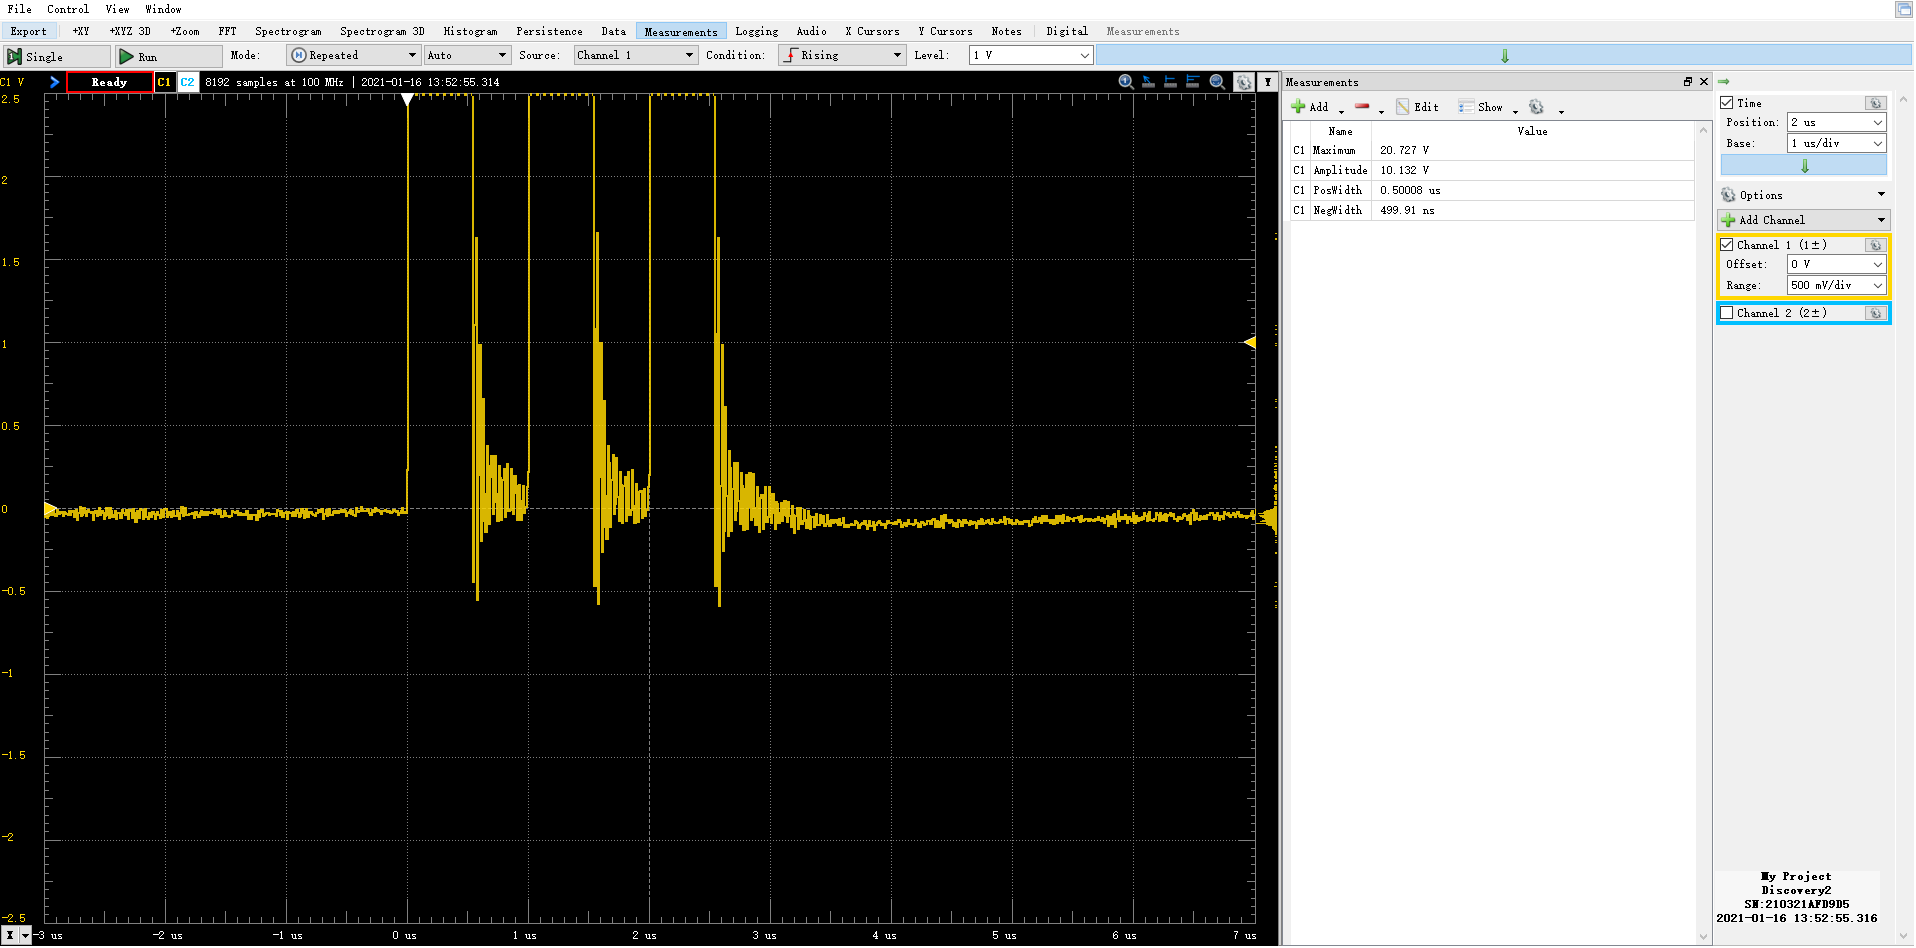 File Control View Window
Export +XY +XYZ 3D +Zoom FFT Spectrogram Spectrogram 3D Histogram Persistence Data Measurements Logging Audio X Cursors Y Cursors Notes Digital Measurements
Single Run Mode: Repeated Auto Source: Channel 1 Condition: Rising Level: 1 V
C1 V Ready C1 C2 8192 samples at 100 MHz | 2021-01-16 13:52:55.314
2.5
2
1.5
1
0.5
0
-0.5
-1
-1.5
-2
-2.5
X -3 us -2 us -1 us 0 us 1 us 2 us 3 us 4 us 5 us 6 us 7 us
Y
Measurements
Add Edit Show
Name Value
C1 Maximum 20.727 V
C1 Amplitude 10.132 V
C1 PosWidth 0.50008 us
C1 NegWidth 499.91 ns
Time
Position: 2 us
Base: 1 us/div
Options
Add Channel
Channel 1 (1±)
Offset: 0 V
Range: 500 mV/div
Channel 2 (2±)
My Project
Discovery2
SN:210321AFD9D5
2021-01-16 13:52:55.316